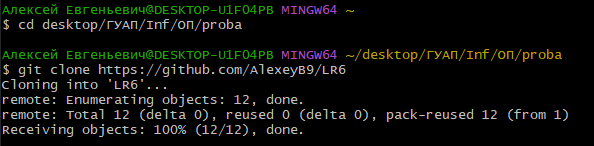 Алексей Евгеньевич@DESKTOP-U1FO4PB MINGW64 ~
$ cd desktop/ГУАП/Inf/ОП/proba
Алексей Евгеньевич@DESKTOP-U1FO4PB MINGW64 ~/desktop/ГУАП/Inf/ОП/proba
$ git clone https://github.com/AlexeyB9/LR6
Cloning into 'LR6'...
remote: Enumerating objects: 12, done.
remote: Total 12 (delta 0), reused 0 (delta 0), pack-reused 12 (from 1)
Receiving objects: 100% (12/12), done.